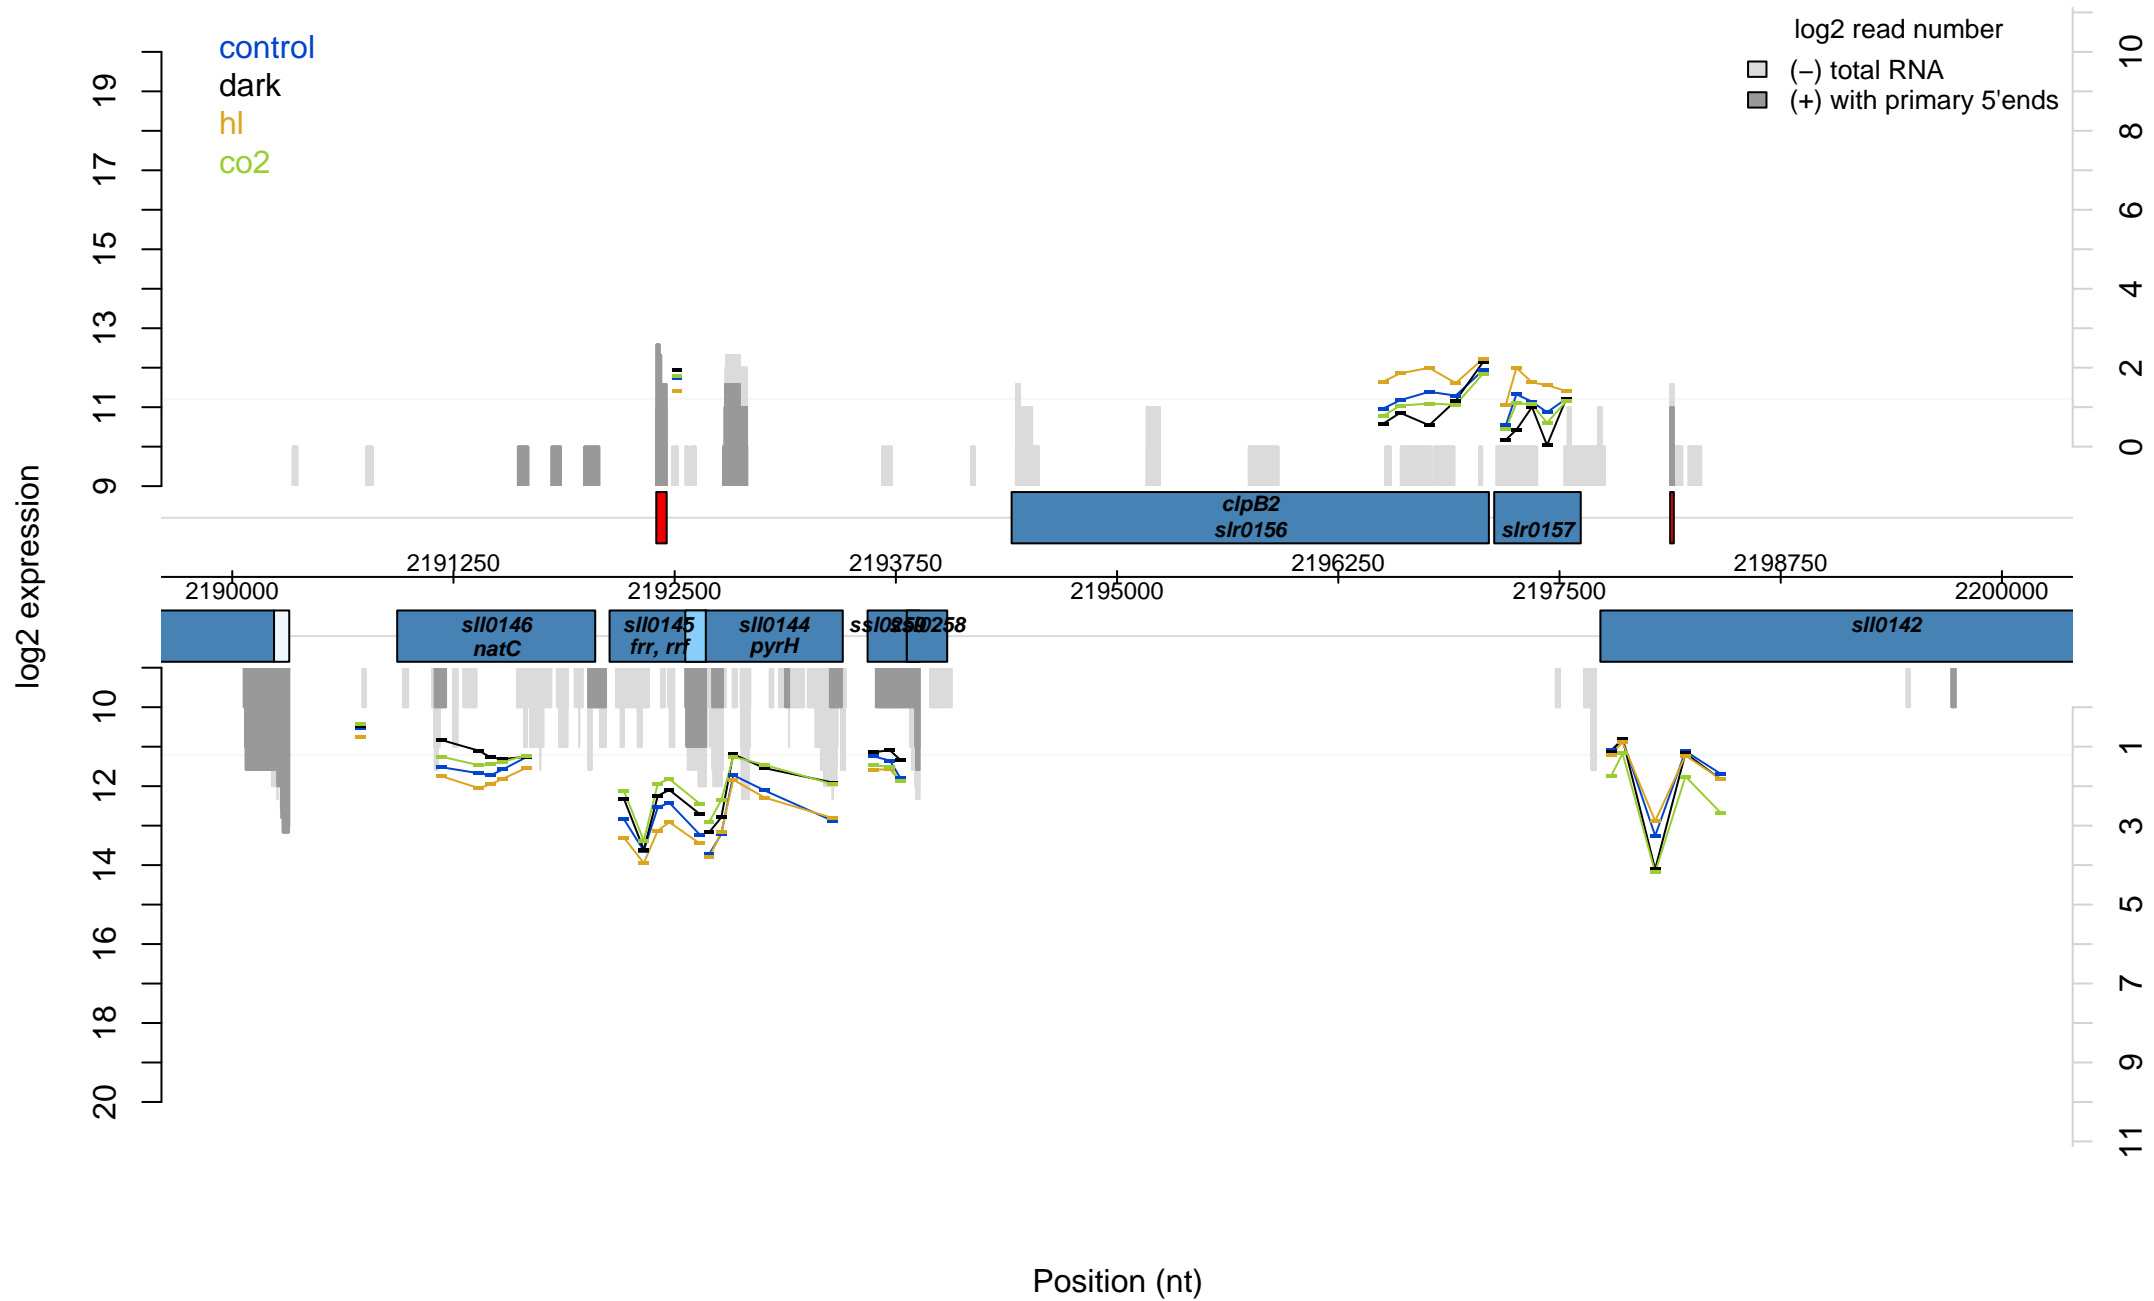 control
dark
hl
co2
log2 read number
(−) total RNA
(+) with primary 5'ends
19
17
15
13
11
9
10
8
6
4
2
0
log2 expression
clpB2
slr0156
slr0157
2191250
2193750
2196250
2198750
2190000
2192500
2195000
2197500
2200000
sll0146
natC
sll0145
frr, rrf
sll0144
pyrH
sll0142
10
12
14
16
18
20
1
3
5
7
9
11
Position (nt)